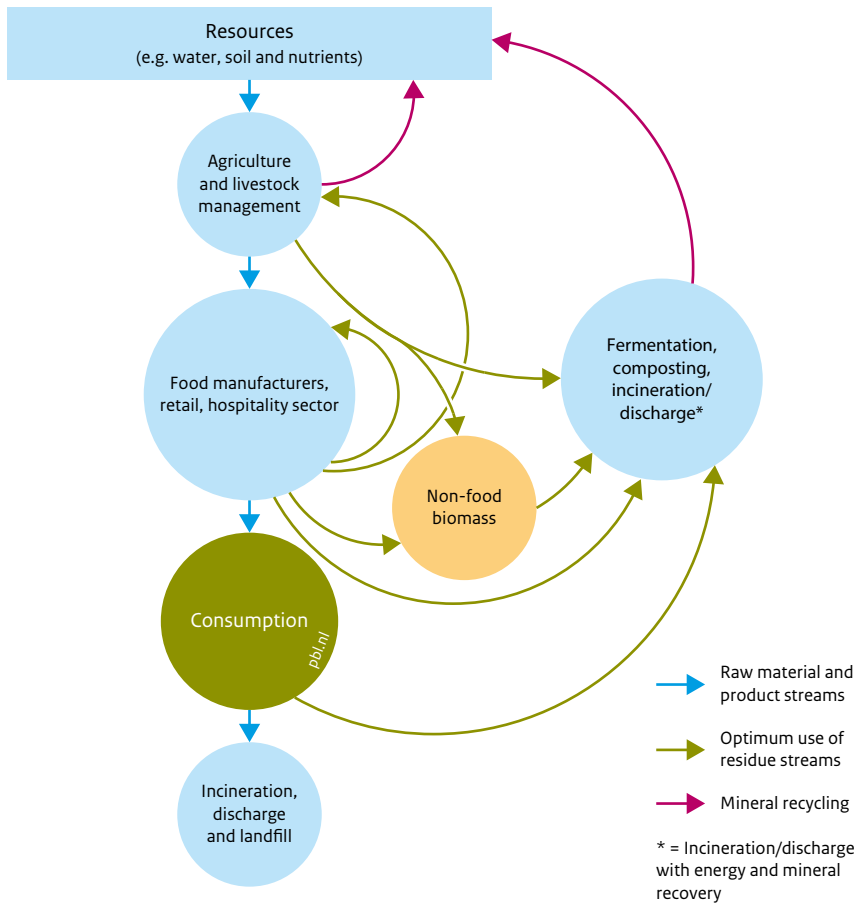 Resources
(e.g. water, soil and nutrients)
Agriculture
and livestock
management
Food manufacturers,
retail, hospitality sector
Fermentation,
composting,
incineration/
discharge*
Non-food
biomass
Consumption
pbl.nl
Incineration,
discharge
and landfill
Raw material and
product streams
Optimum use of
residue streams
Mineral recycling
* = Incineration/discharge
with energy and mineral
recovery